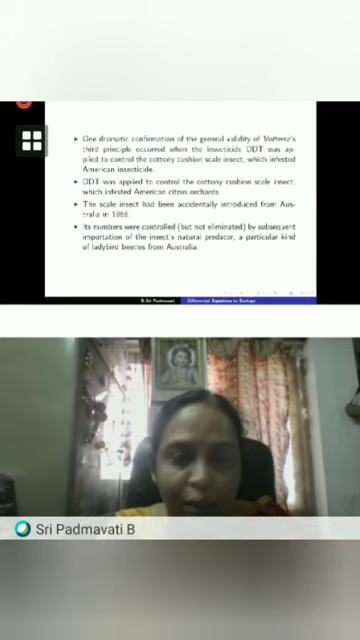 One dramatic confirmation of the general validity of Volterra's
third principle occurred when the insecticide DDT was ap-
plied to control the cottony cushion scale insect, which infested
American insecticide.
DDT was applied to control the cottony cushion scale insect,
which infested American citrus orchards.
The scale insect had been accidentally introduced from Aus-
tralia in 1868.
Its numbers were controlled (but not eliminated) by subsequent
importation of the insect's natural predator, a particular kind
of ladybird beetles from Australia.
B.Sri Padmavati Differential Equations to Ecology
Sri Padmavati B